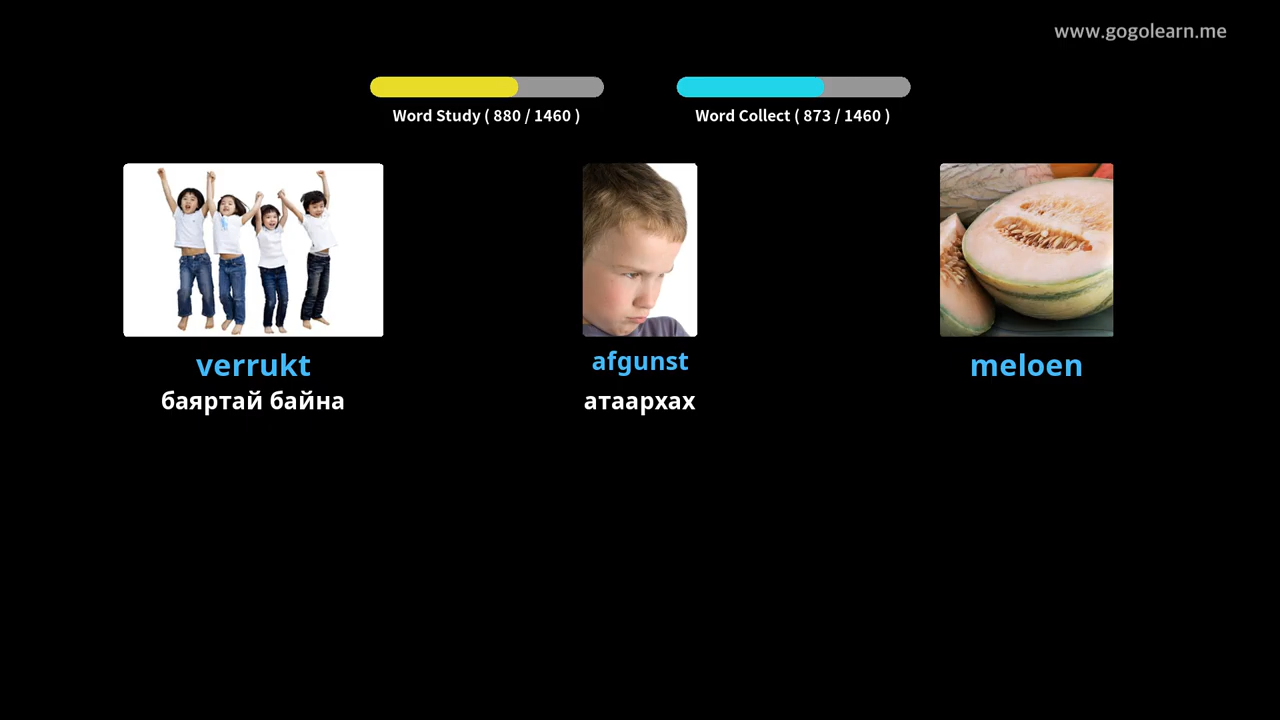 www.gogolearn.me
Word Study ( 880 / 1460 )
Word Collect ( 873 / 1460 )
verrukt
afgunst
meloen
баяртай байна
атаархах